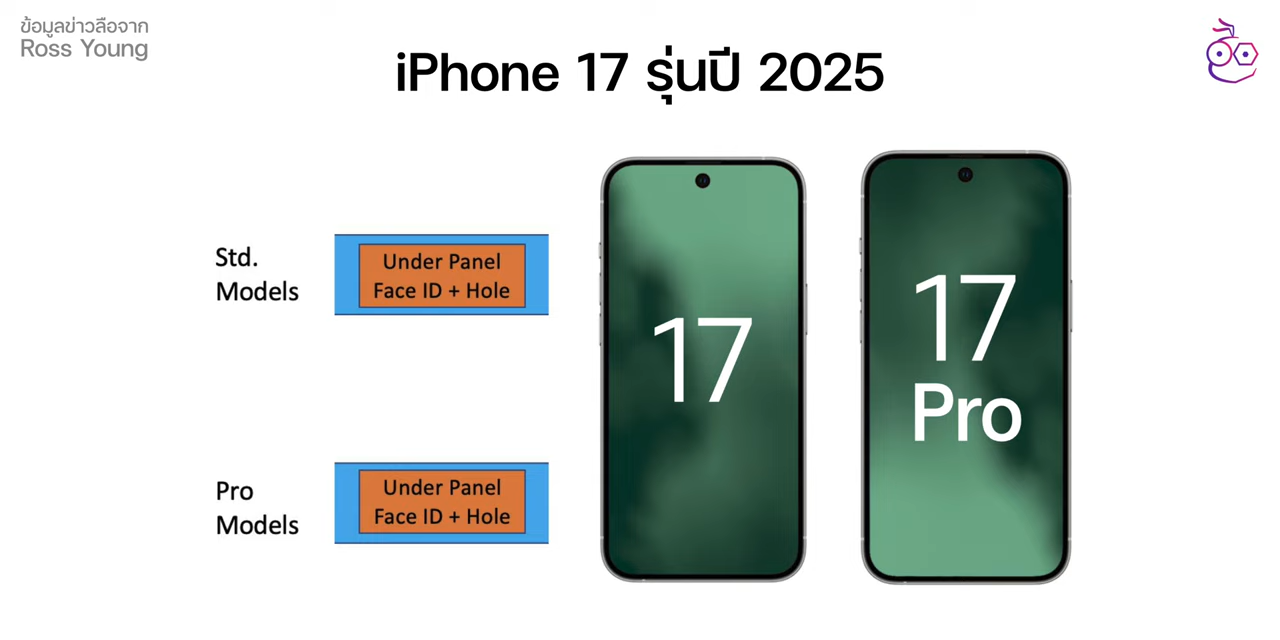 ข้อมูลข่าวลือจาก
Ross Young
iPhone 17 รุ่นปี 2025
Std.
Models
Under Panel
Face ID + Hole
Pro
Models
Under Panel
Face ID + Hole
17
17
Pro